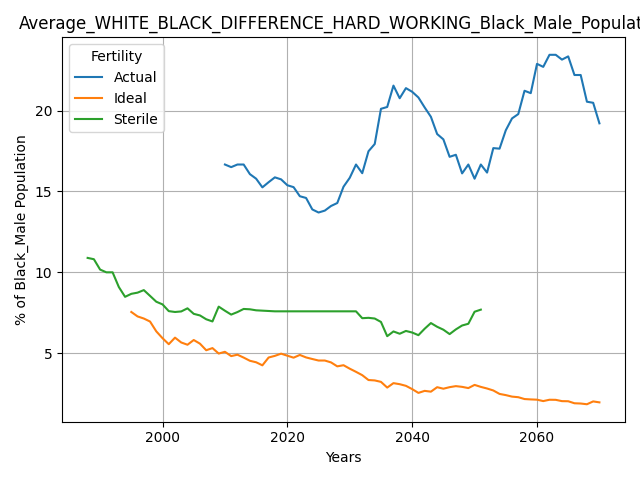 Average_WHITE_BLACK_DIFFERENCE_HARD_WORKING_Black_Male_Populat
Fertility
Actual
Ideal
Sterile
% of Black_Male Population
20
15
10
5
2000 2020 2040 2060
Years